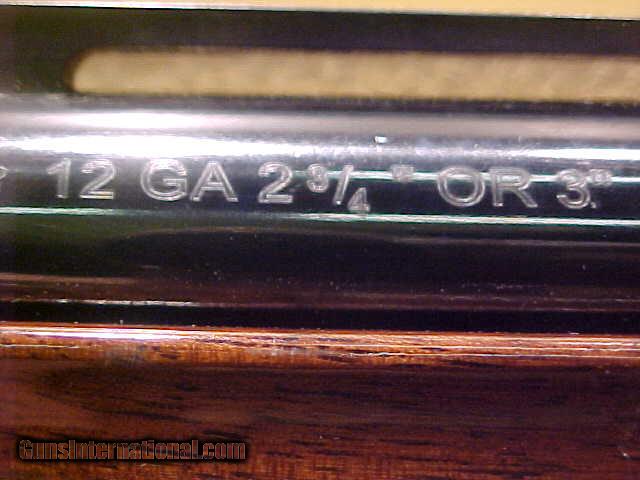 12 GA 2 3/4 " OR 3"
GunsInternational.com